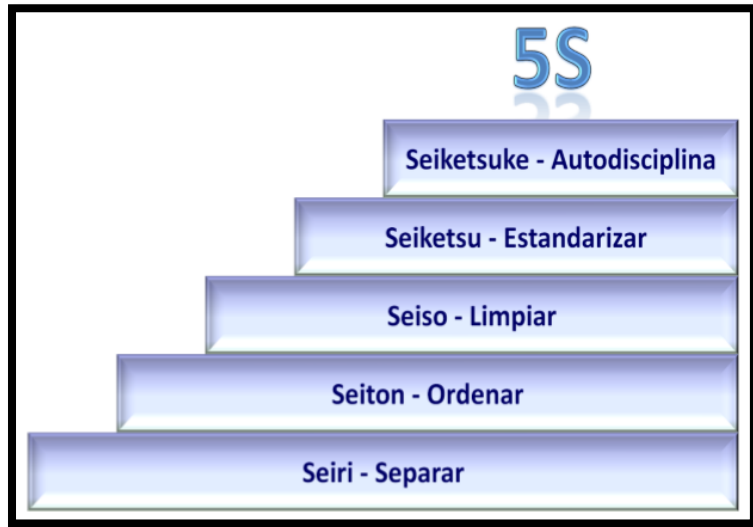 5S
Seiketsuke - Autodisciplina
Seiketsu - Estandarizar
Seiso - Limpiar
Seiton - Ordenar
Seiri - Separar